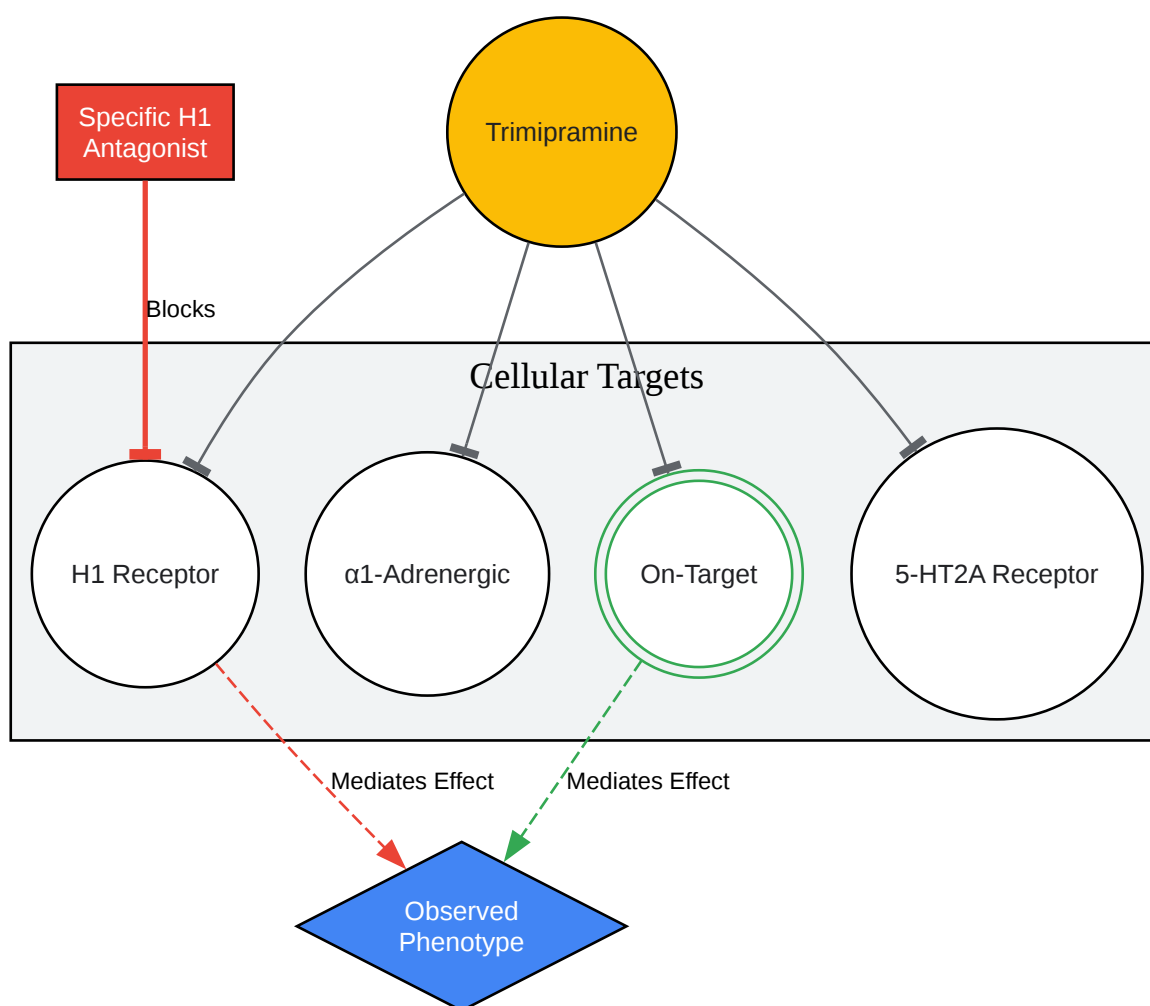 Specific H1
Antagonist
Trimipramine
Blocks
Cellular Targets
H1 Receptor
α1-Adrenergic
On-Target
5-HT2A Receptor
Mediates Effect
Mediates Effect
Observed
Phenotype